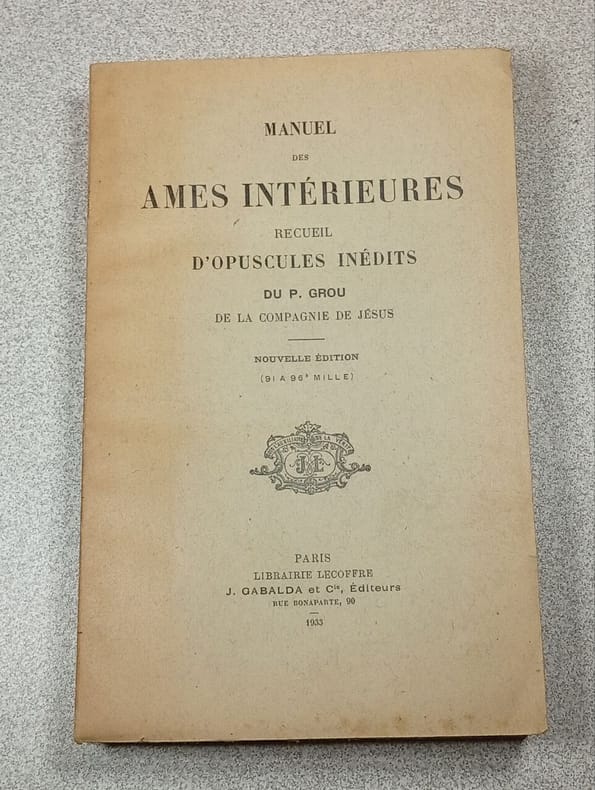 MANUEL
DES
AMES INTÉRIEURES
RECUEIL
D'OPUSCULES INÉDITS
DU P. GROU
DE LA COMPAGNIE DE JÉSUS
NOUVELLE ÉDITION
(91 A 96e MILLE)
JL
PARIS
LIBRAIRIE LECOFFRE
J. GABALDA et Cie, Éditeurs
RUE BONAPARTE, 90
1933